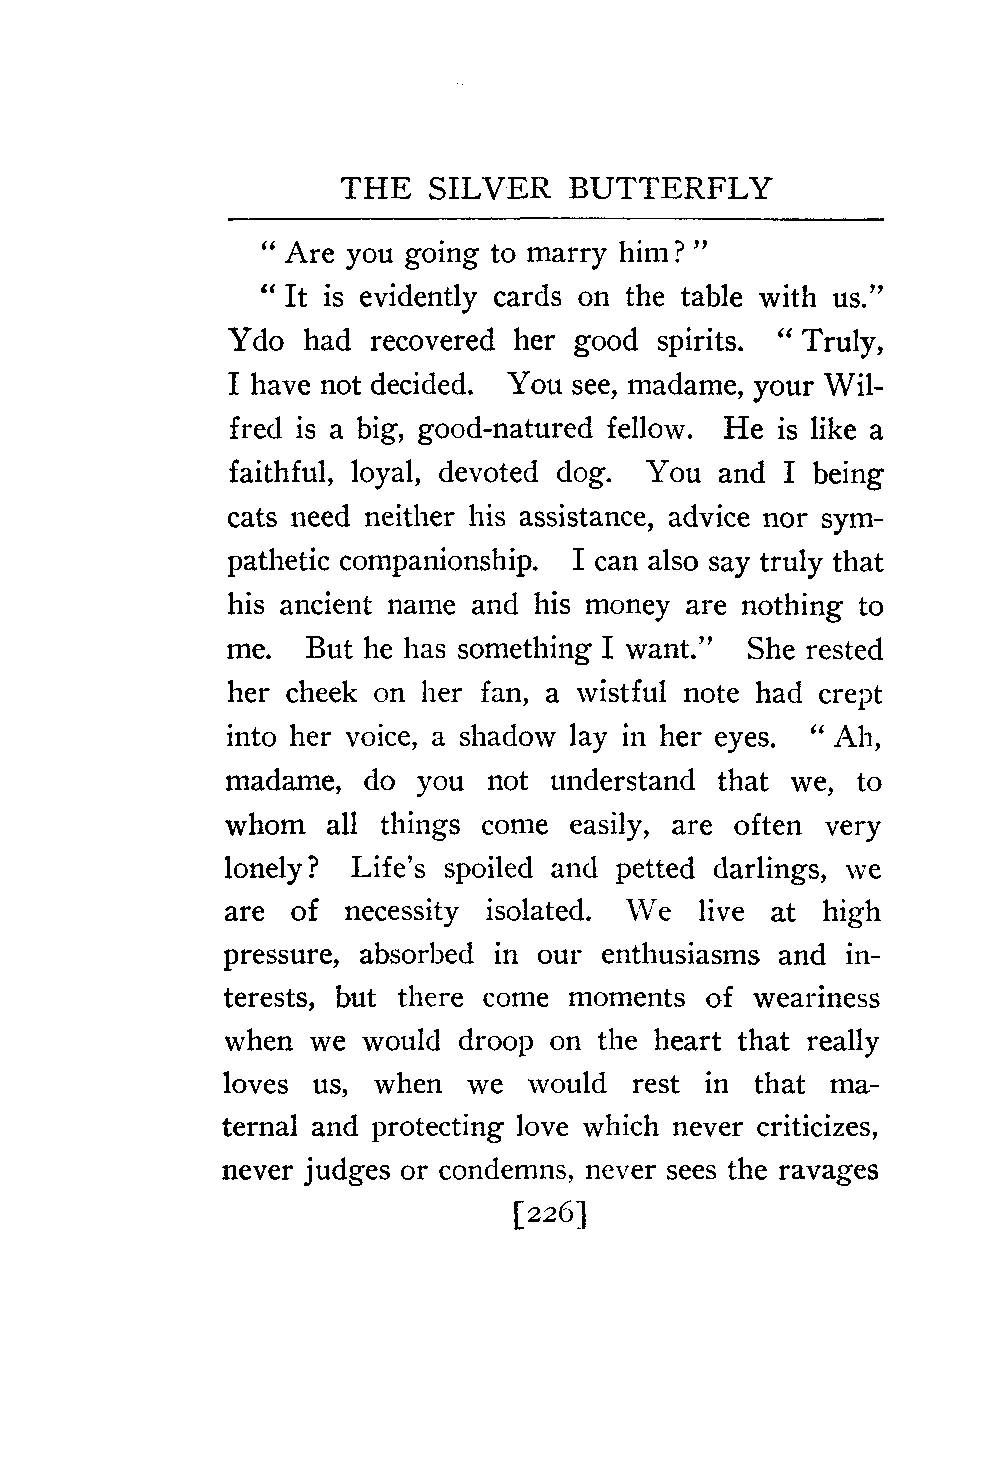 THE SILVER BUTTERFLY
“ Are you going to marry him? ”
“ It is evidently cards on the table with us.”
Ydo had recovered her good spirits. “ Truly,
I have not decided. You see, madame, your Wil-
fred is a big, good-natured fellow. He is like a
faithful, loyal, devoted dog. You and I being
cats need neither his assistance, advice nor sym-
pathetic companionship. I can also say truly that
his ancient name and his money are nothing to
me. But he has something I want.” She rested
her cheek on her fan, a wistful note had crept
into her voice, a shadow lay in her eyes. “ Ah,
madame, do you not understand that we, to
whom all things come easily, are often very
lonely? Life’s spoiled and petted darlings, we
are of necessity isolated. We live at high
pressure, absorbed in our enthusiasms and in-
terests, but there come moments of weariness
when we would droop on the heart that really
loves us, when we would rest in that ma-
ternal and protecting love which never criticizes,
never judges or condemns, never sees the ravages
[226]